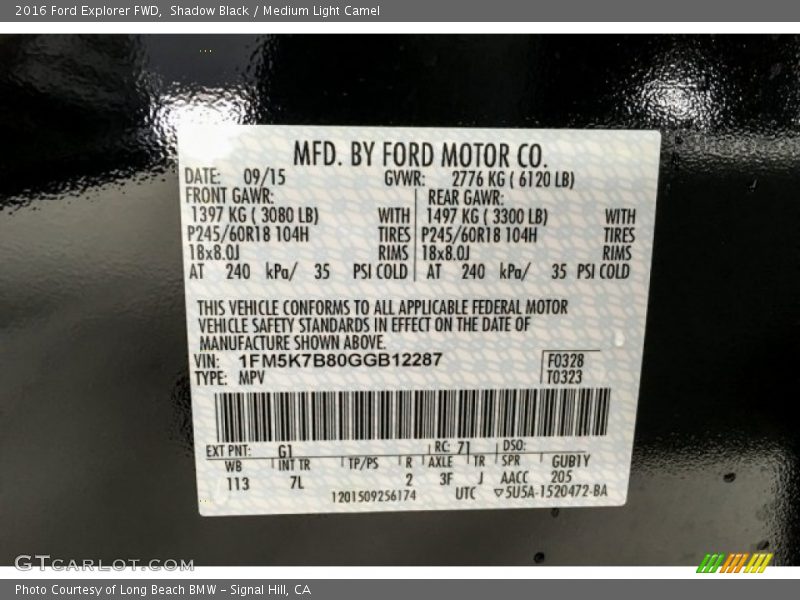 2016 Ford Explorer FWD,  Shadow Black / Medium Light Camel
MFD. BY FORD MOTOR CO.
DATE: 09/15 GVWR: 2776 KG ( 6120 LB)
FRONT GAWR: REAR GAWR:
1397 KG ( 3080 LB) WITH 1497 KG ( 3300 LB) WITH
P245/60R18 104H TIRES P245/60R18 104H TIRES
18x8.0J RIMS 18x8.0J RIMS
AT 240 kPa/ 35 PSI COLD AT 240 kPa/ 35 PSI COLD
THIS VEHICLE CONFORMS TO ALL APPLICABLE FEDERAL MOTOR
VEHICLE SAFETY STANDARDS IN EFFECT ON THE DATE OF
MANUFACTURE SHOWN ABOVE.
VIN: 1FM5K7B80GGB12287 F0328
TYPE: MPV T0323
EXT PNT: G1 RC: 71 DSO:
WB INT TR TP/PS R AXLE TR SPR GUB1Y
113 7L 2 3F J AACC 205
1201509256174 UTC ▽5U5A-1520472-BA
GTCARLOT.COM
Photo Courtesy of Long Beach BMW - Signal Hill, CA